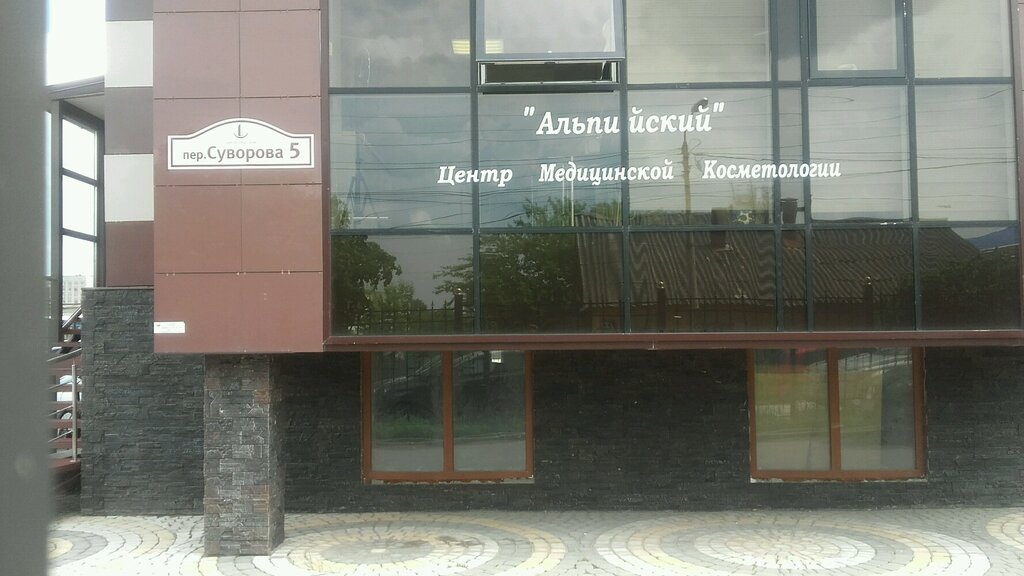 пер.Суворова 5
"Альпийский"
Центр Медицинской Косметологии